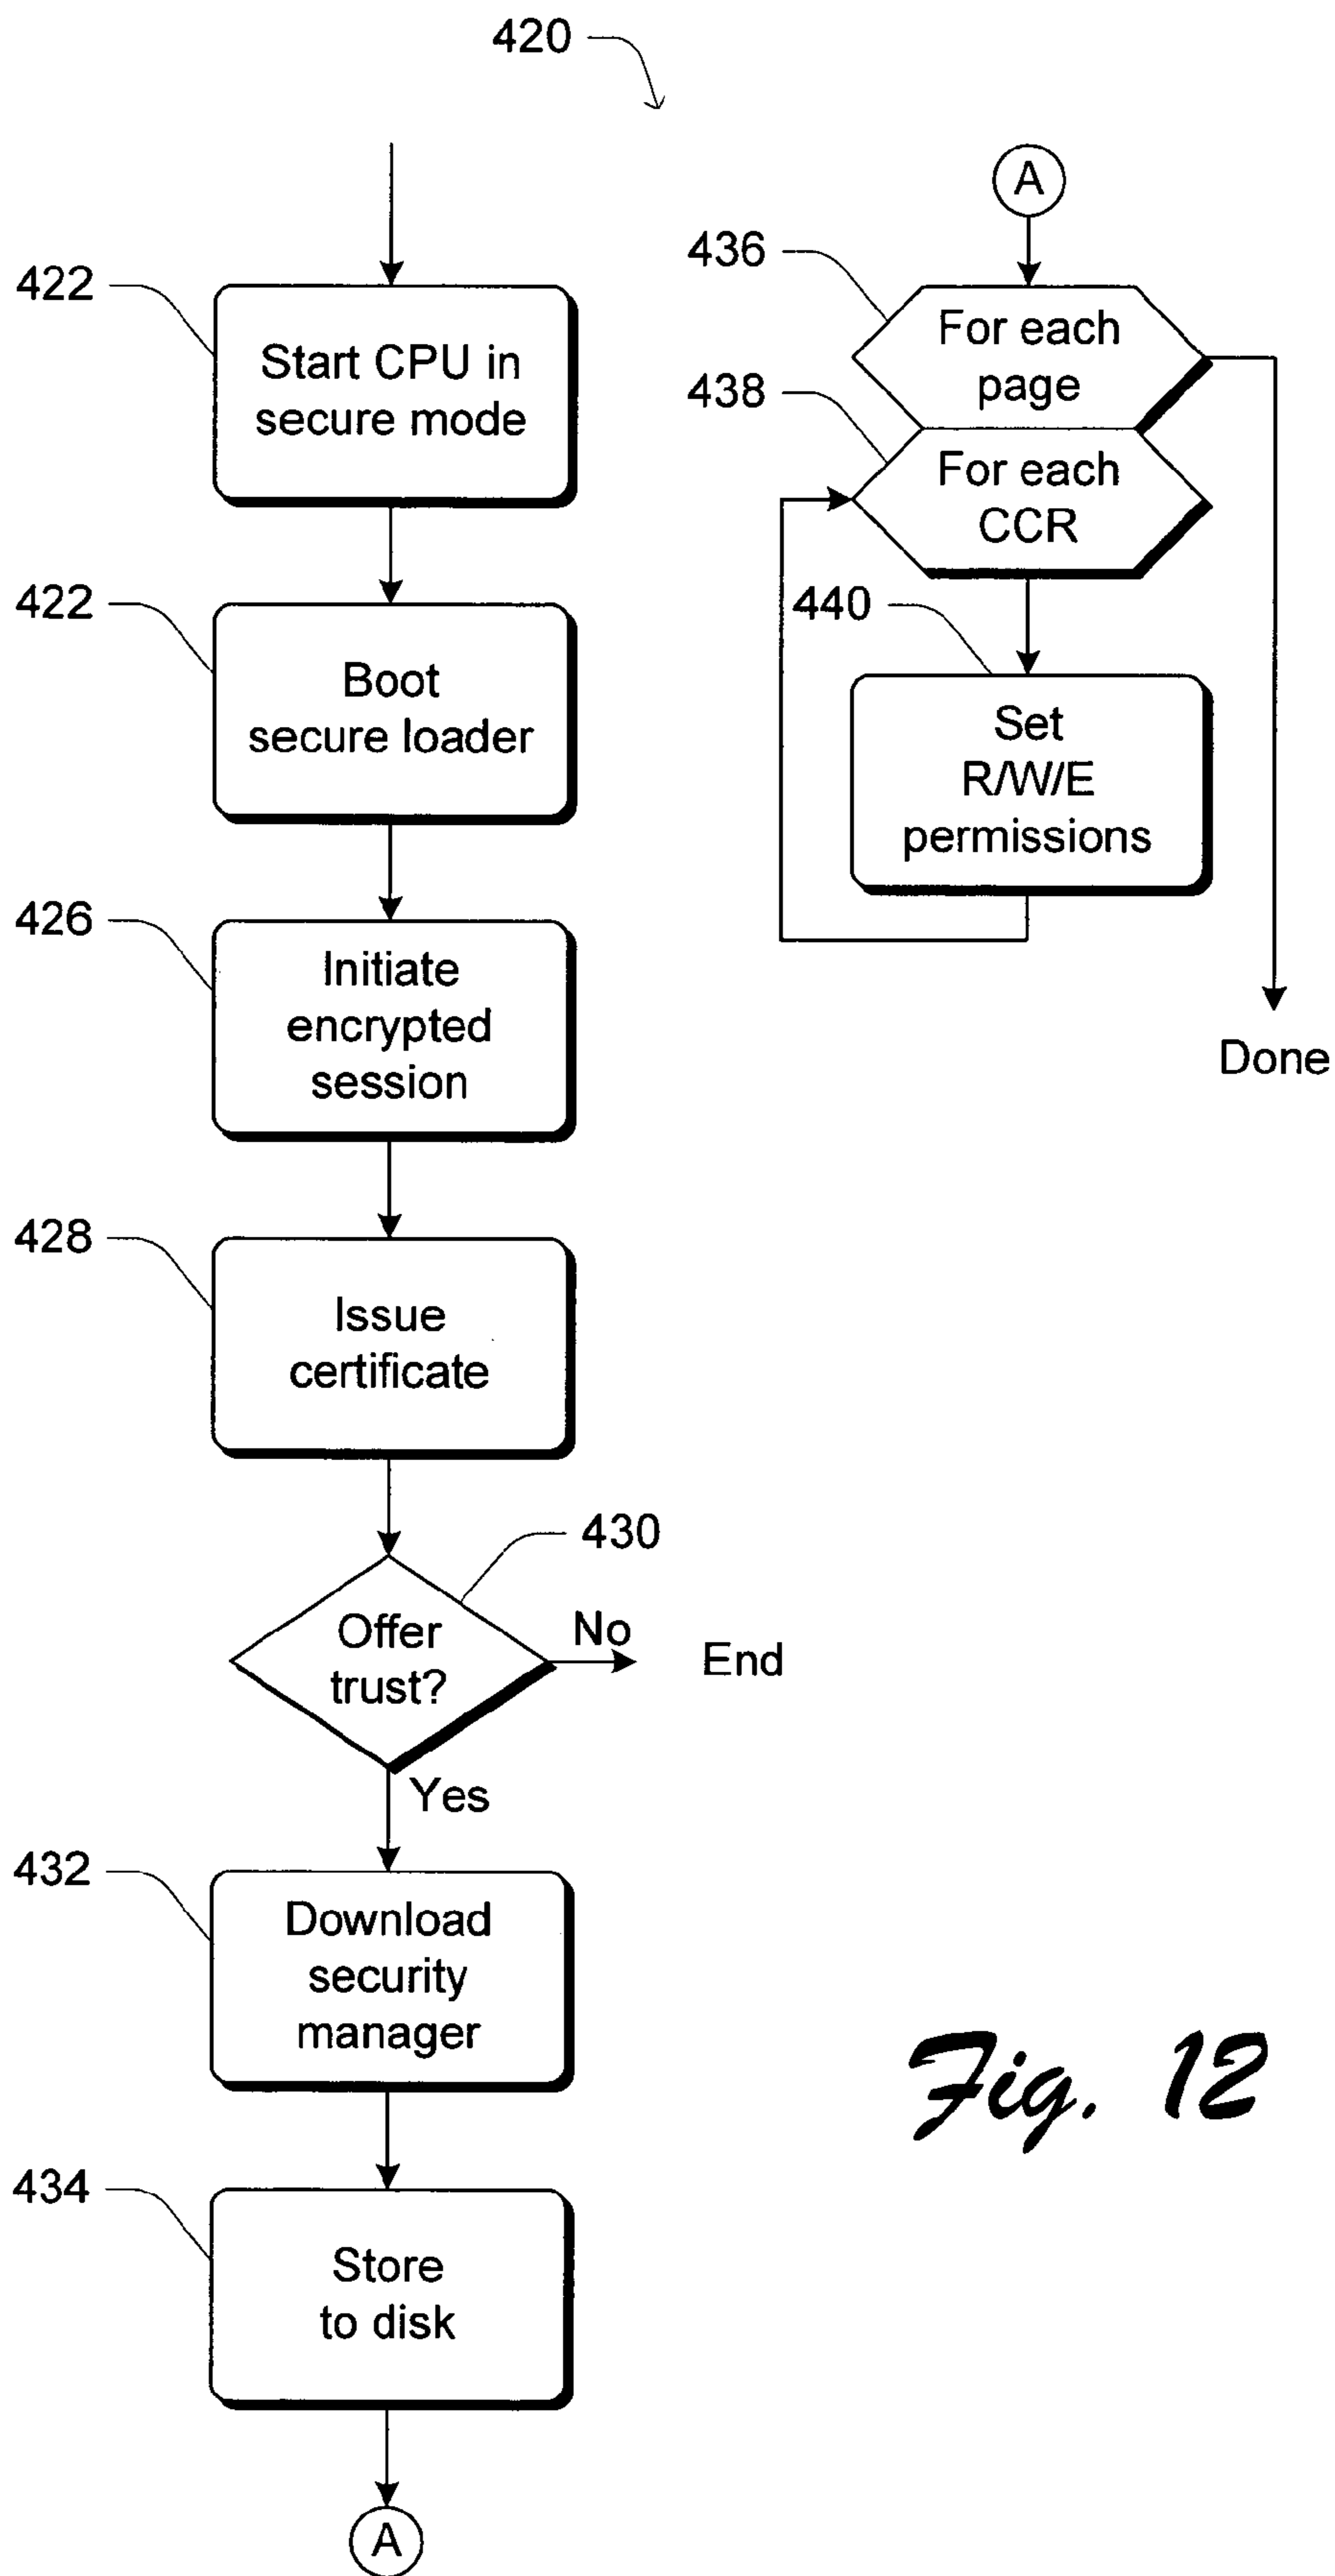 420
422
Start CPU in
secure mode
422
Boot
secure loader
426
Initiate
encrypted
session
428
Issue
certificate
430
Offer
trust?
No
End
Yes
432
Download
security
manager
434
Store
to disk
A
A
436
For each
page
438
For each
CCR
440
Set
R/W/E
permissions
Done
Fig. 12